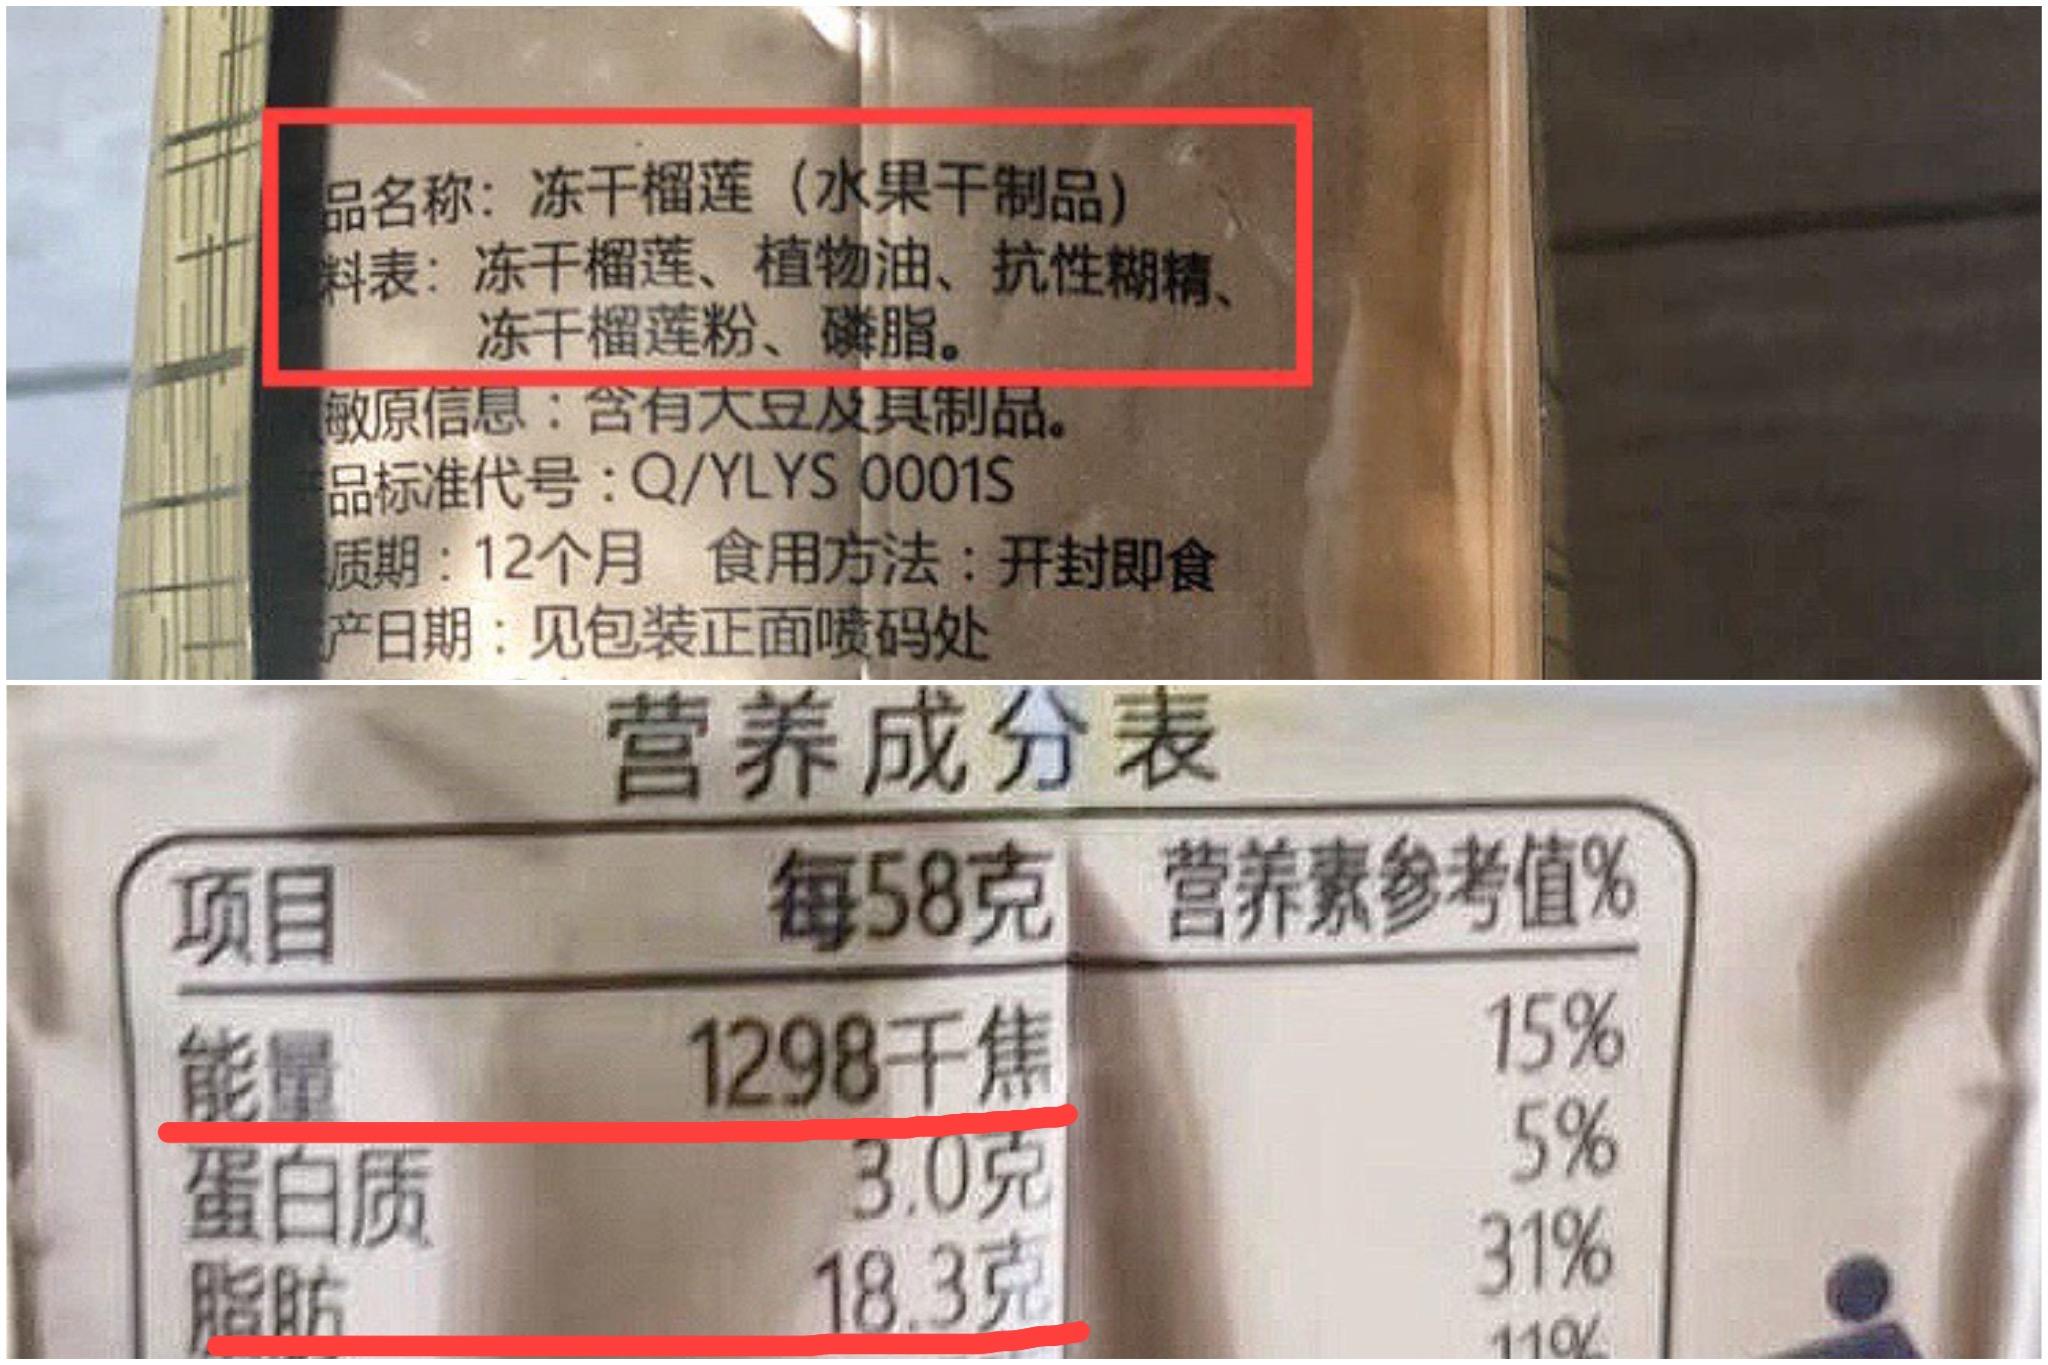 品名称：冻干榴莲（水果干制品）
料表：冻干榴莲、植物油、抗性糊精、
冻干榴莲粉、磷脂。
敏原信息：含有大豆及其制品。
品标准代号：Q/YLYS 0001S
质期：12个月 食用方法：开封即食
产日期：见包装正面喷码处
营养成分表
项目 每58克 营养素参考值%
能量 1298千焦 15%
蛋白质 3.0克 5%
脂肪 18.3克 31%
11%